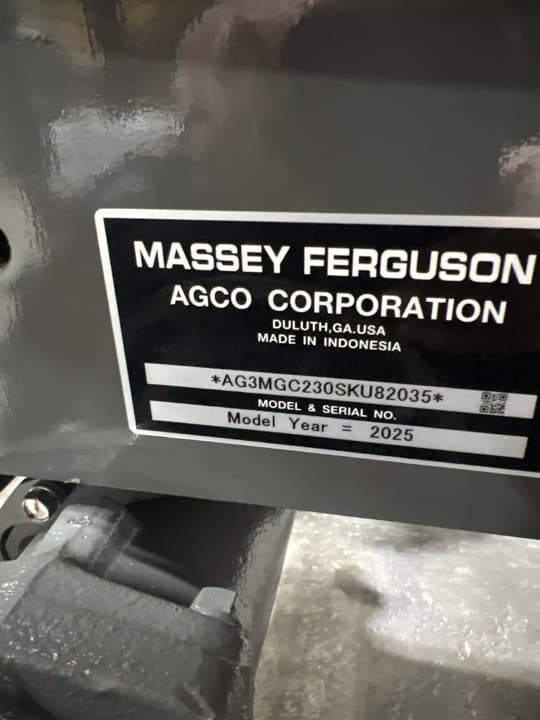 MASSEY FERGUSON
AGCO CORPORATION
DULUTH,GA.USA
MADE IN INDONESIA
*AG3MGC230SKU82035*
MODEL & SERIAL NO.
Model Year = 2025